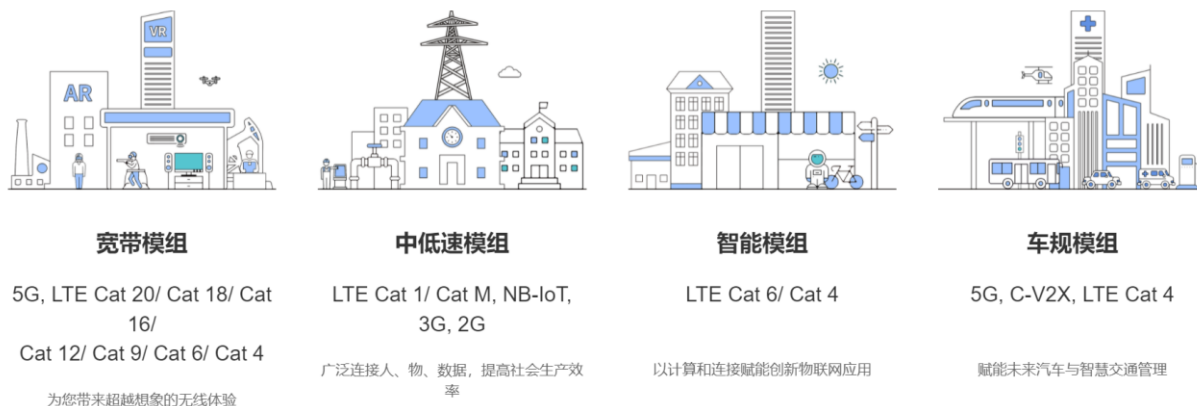 VR
AR
宽带模组
5G, LTE Cat 20/ Cat 18/ Cat
16/
Cat 12/ Cat 9/ Cat 6/ Cat 4
为您带来超越想象的无线体验
中低速模组
LTE Cat 1/ Cat M, NB-IoT,
3G, 2G
广泛连接人、物、数据，提高社会生产效
率
智能模组
LTE Cat 6/ Cat 4
以计算和连接赋能创新物联网应用
车规模组
5G, C-V2X, LTE Cat 4
赋能未来汽车与智慧交通管理